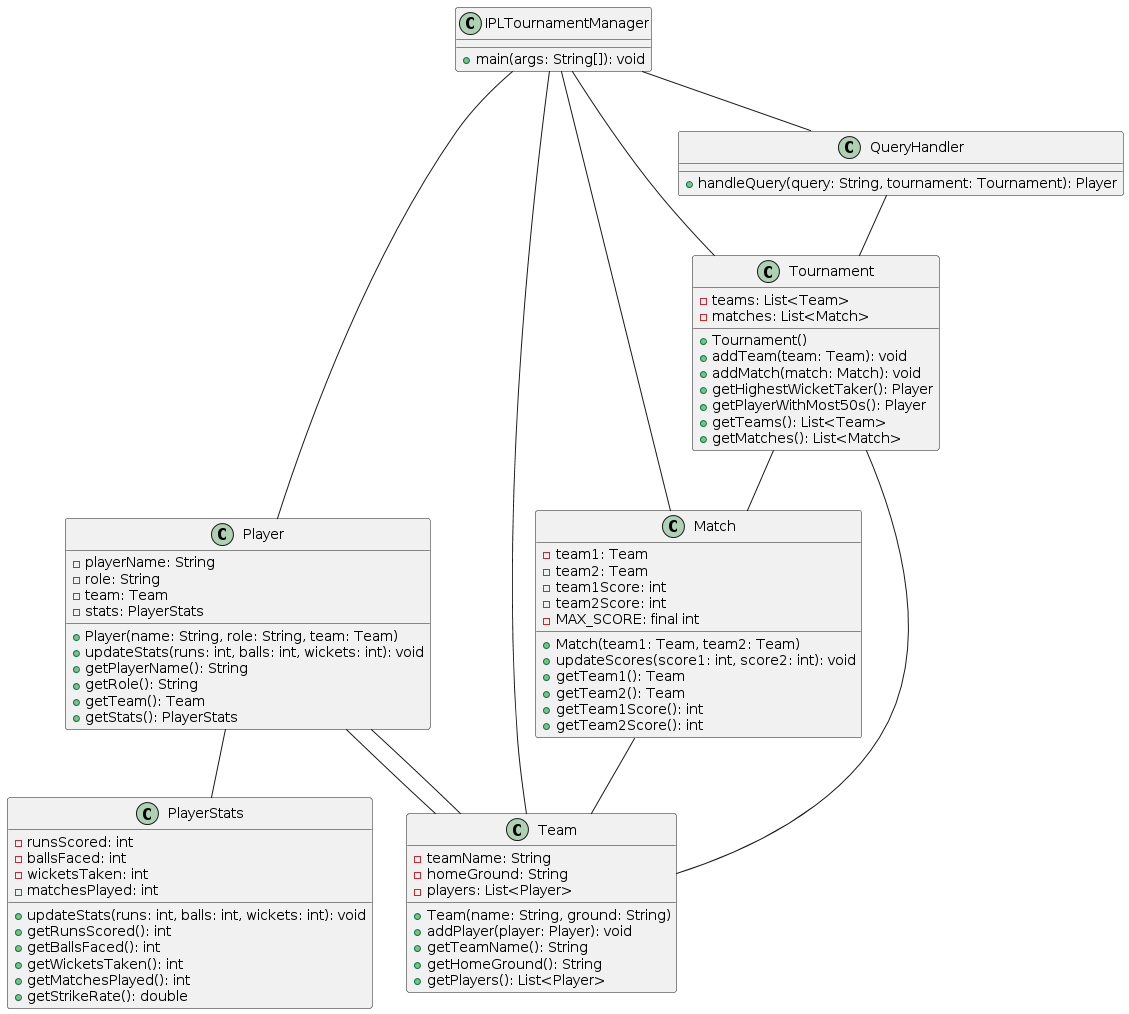 C IPLTournamentManager
main(args: String[]): void
C QueryHandler
handleQuery(query: String, tournament: Tournament): Player
C Tournament
teams: List<Team>
matches: List<Match>
Tournament()
addTeam(team: Team): void
addMatch(match: Match): void
getHighestWicketTaker(): Player
getPlayerWithMost50s(): Player
getTeams(): List<Team>
getMatches(): List<Match>
C Player
playerName: String
role: String
team: Team
stats: PlayerStats
Player(name: String, role: String, team: Team)
updateStats(runs: int, balls: int, wickets: int): void
getPlayerName(): String
getRole(): String
getTeam(): Team
getStats(): PlayerStats
C Match
team1: Team
team2: Team
team1Score: int
team2Score: int
MAX_SCORE: final int
Match(team1: Team, team2: Team)
updateScores(score1: int, score2: int): void
getTeam1(): Team
getTeam2(): Team
getTeam1Score(): int
getTeam2Score(): int
C PlayerStats
runsScored: int
ballsFaced: int
wicketsTaken: int
matchesPlayed: int
updateStats(runs: int, balls: int, wickets: int): void
getRunsScored(): int
getBallsFaced(): int
getWicketsTaken(): int
getMatchesPlayed(): int
getStrikeRate(): double
C Team
teamName: String
homeGround: String
players: List<Player>
Team(name: String, ground: String)
addPlayer(player: Player): void
getTeamName(): String
getHomeGround(): String
getPlayers(): List<Player>